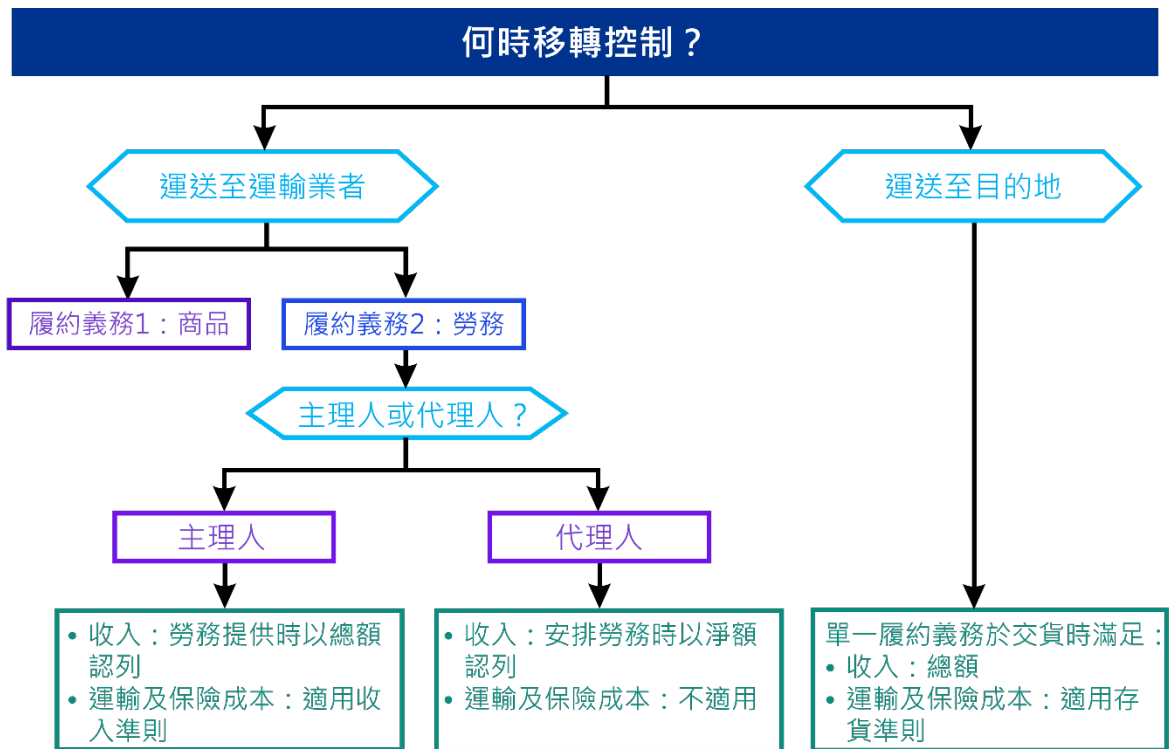 何時移轉控制？
運送至運輸業者
運送至目的地
履約義務1：商品
履約義務2：勞務
主理人或代理人？
主理人
代理人
• 收入：勞務提供時以總額
認列
• 運輸及保險成本：適用收
入準則
• 收入：安排勞務時以淨額
認列
• 運輸及保險成本：不適用
單一履約義務於交貨時滿足：
• 收入：總額
• 運輸及保險成本：適用存
貨準則